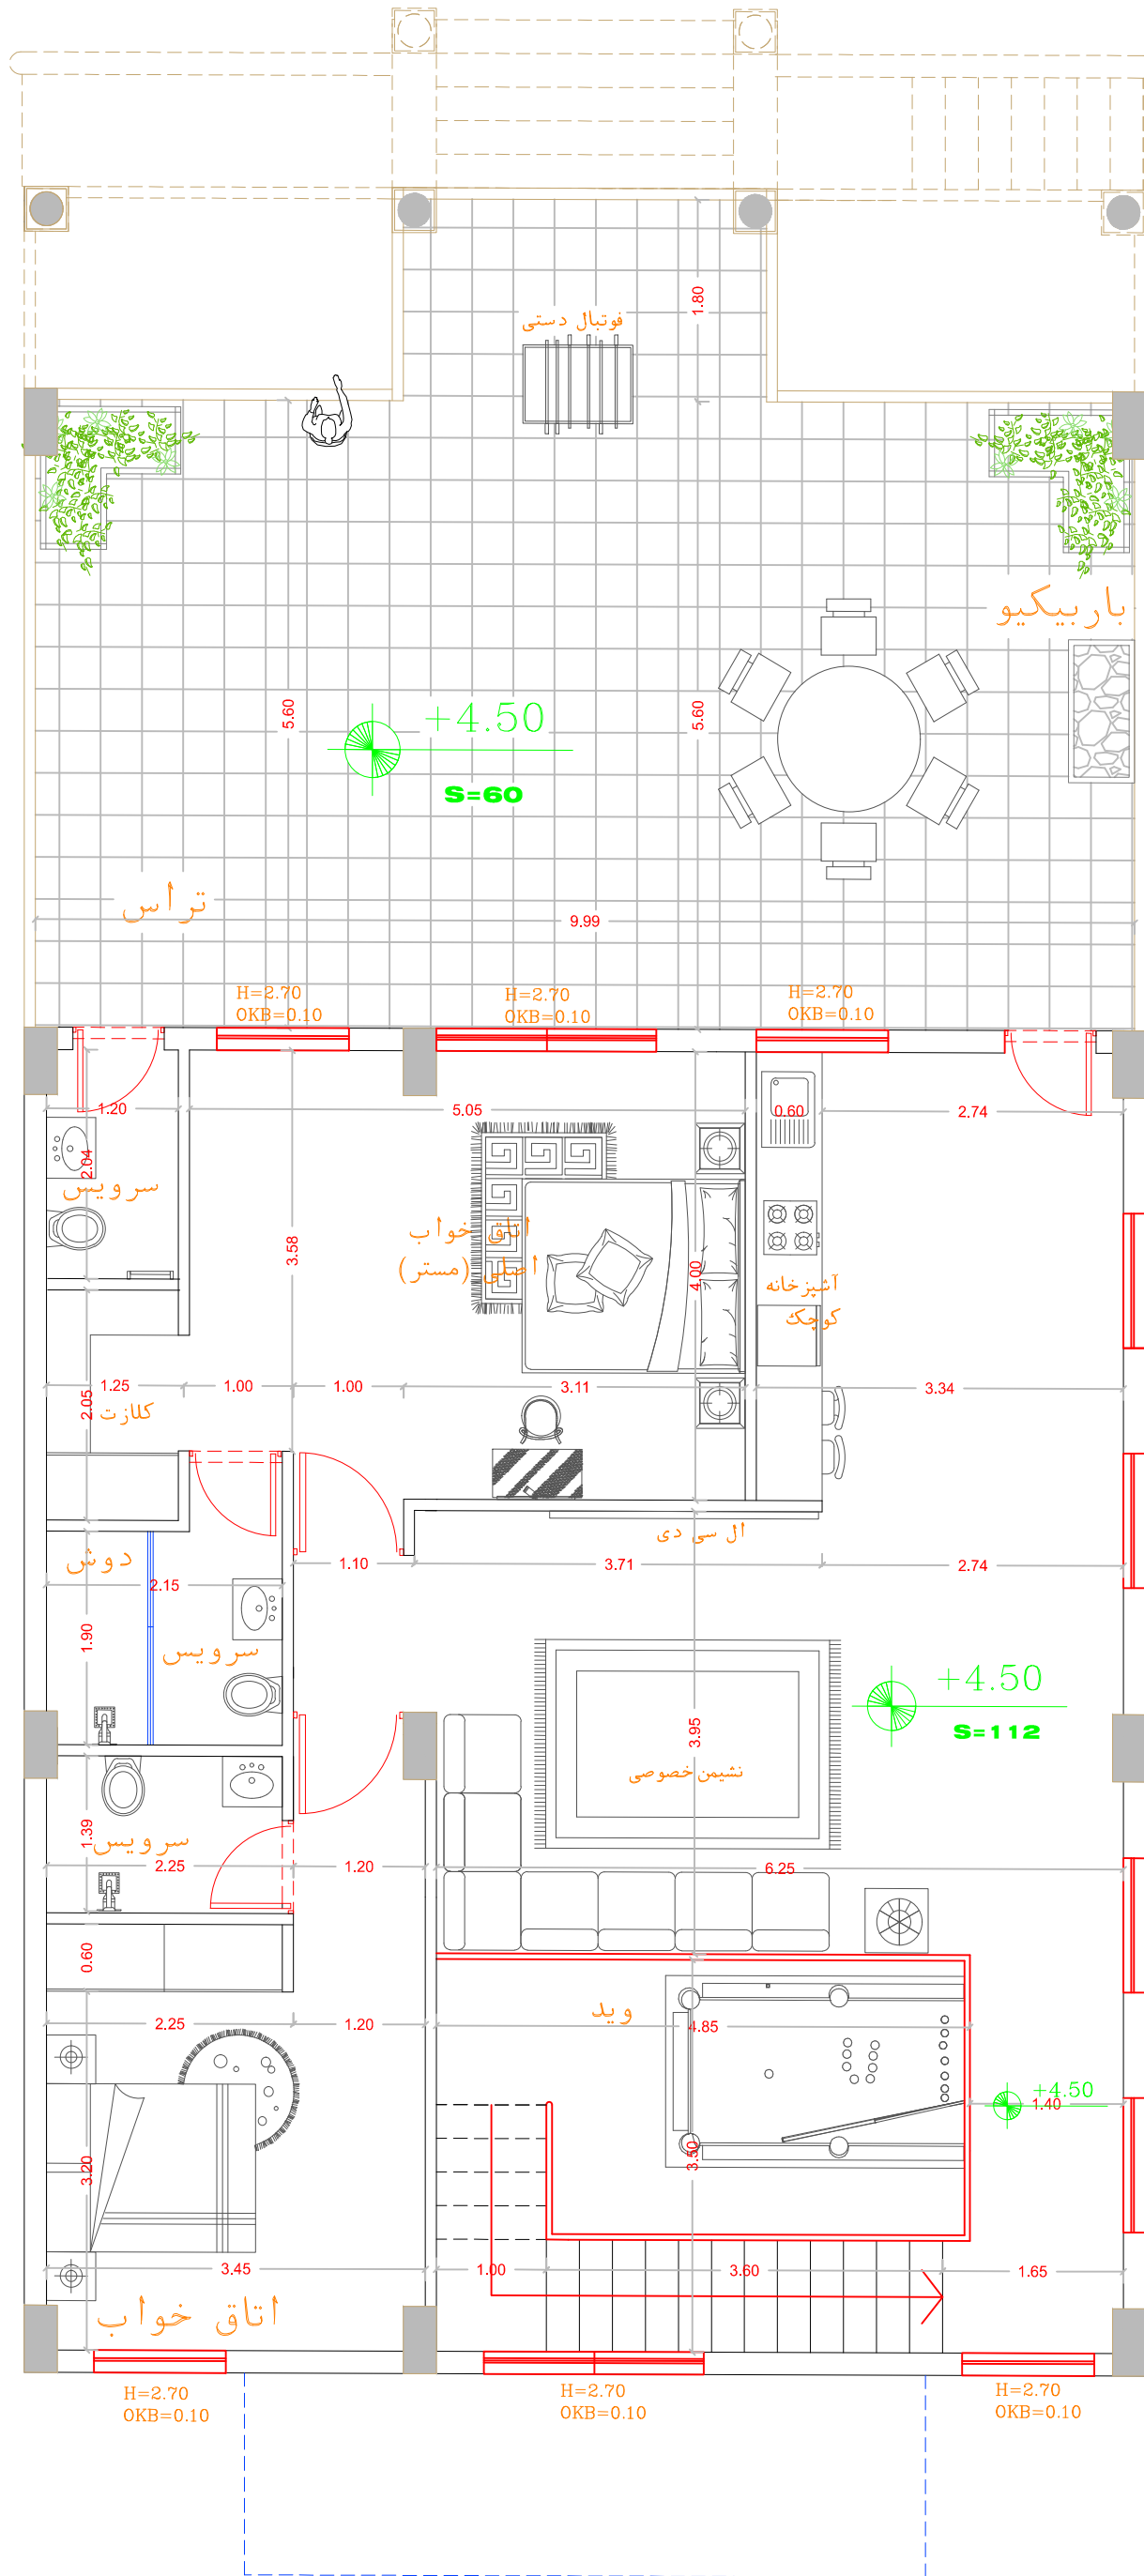 1.80
فوتبال دستی
باربیکیو
5.60
5.60
+4.50
S=60
تراس
9.99
H=2.70
OKB=0.10
H=2.70
OKB=0.10
H=2.70
OKB=0.10
1.20
5.05
0.60
2.74
2.04
سرویس
اتاق خواب
اصلی (مستر)
3.58
4.00
آشپزخانه
کوچک
1.25
1.00
1.00
3.11
3.34
2.05
کلازت
ال سی دی
دوش
1.10
3.71
2.74
2.15
1.90
سرویس
+4.50
S=112
3.95
نشیمن خصوصی
1.39
سرویس
2.25
1.20
6.25
0.60
وید
2.25
1.20
4.85
+4.50
1.40
3.20
3.50
3.45
1.00
3.60
1.65
اتاق خواب
H=2.70
OKB=0.10
H=2.70
OKB=0.10
H=2.70
OKB=0.10